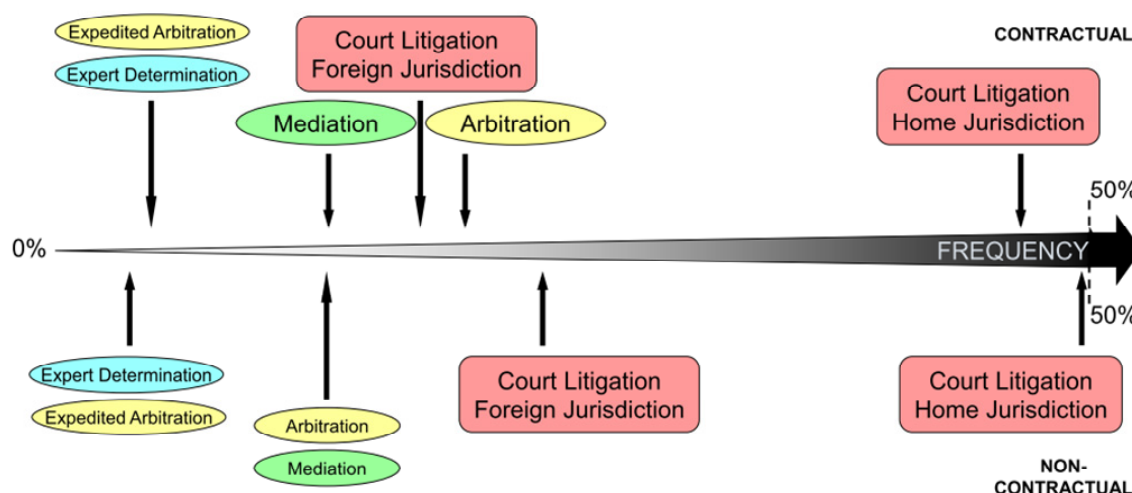 Expedited Arbitration
Expert Determination
Court Litigation
Foreign Jurisdiction
CONTRACTUAL
Mediation
Arbitration
Court Litigation
Home Jurisdiction
50%
0%
FREQUENCY
50%
Expert Determination
Expedited Arbitration
Court Litigation
Foreign Jurisdiction
Court Litigation
Home Jurisdiction
Arbitration
Mediation
NON-
CONTRACTUAL